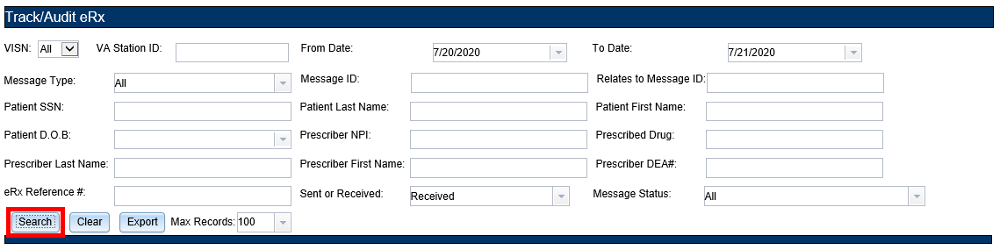 Track/Audit eRx
VISN: All VA Station ID: From Date: 7/20/2020 To Date: 7/21/2020
Message Type: All Message ID: Relates to Message ID:
Patient SSN: Patient Last Name: Patient First Name:
Patient D.O.B: Prescriber NPI: Prescribed Drug:
Prescriber Last Name: Prescriber First Name: Prescriber DEA#:
eRx Reference #: Sent or Received: Received Message Status: All
Search Clear Export Max Records: 100